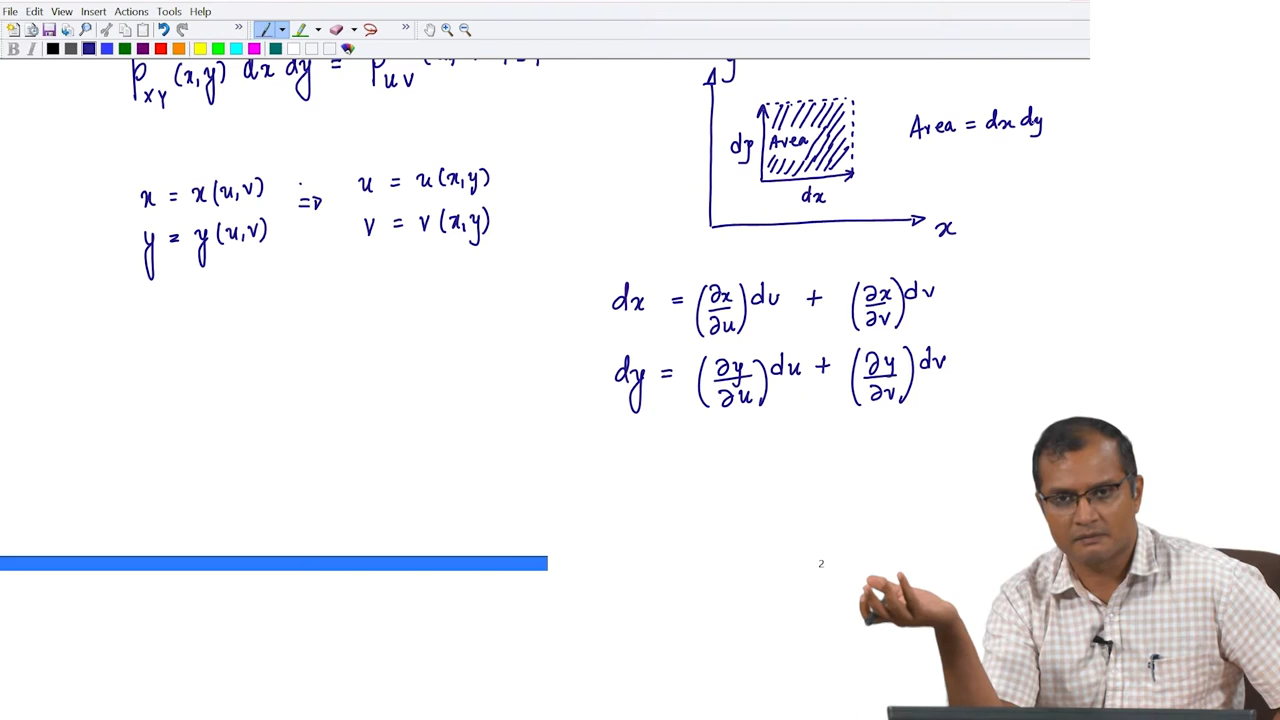 File Edit View Insert Actions Tools Help
B I
p_XY (x,y) dx dy = p_UV
x = x(u,v) ⇒ u = u(x,y)
y = y(u,v) v = v(x,y)
y
dy Area
dx
x
Area = dx dy
dx = (∂x/∂u) du + (∂x/∂v) dv
dy = (∂y/∂u) du + (∂y/∂v) dv
2